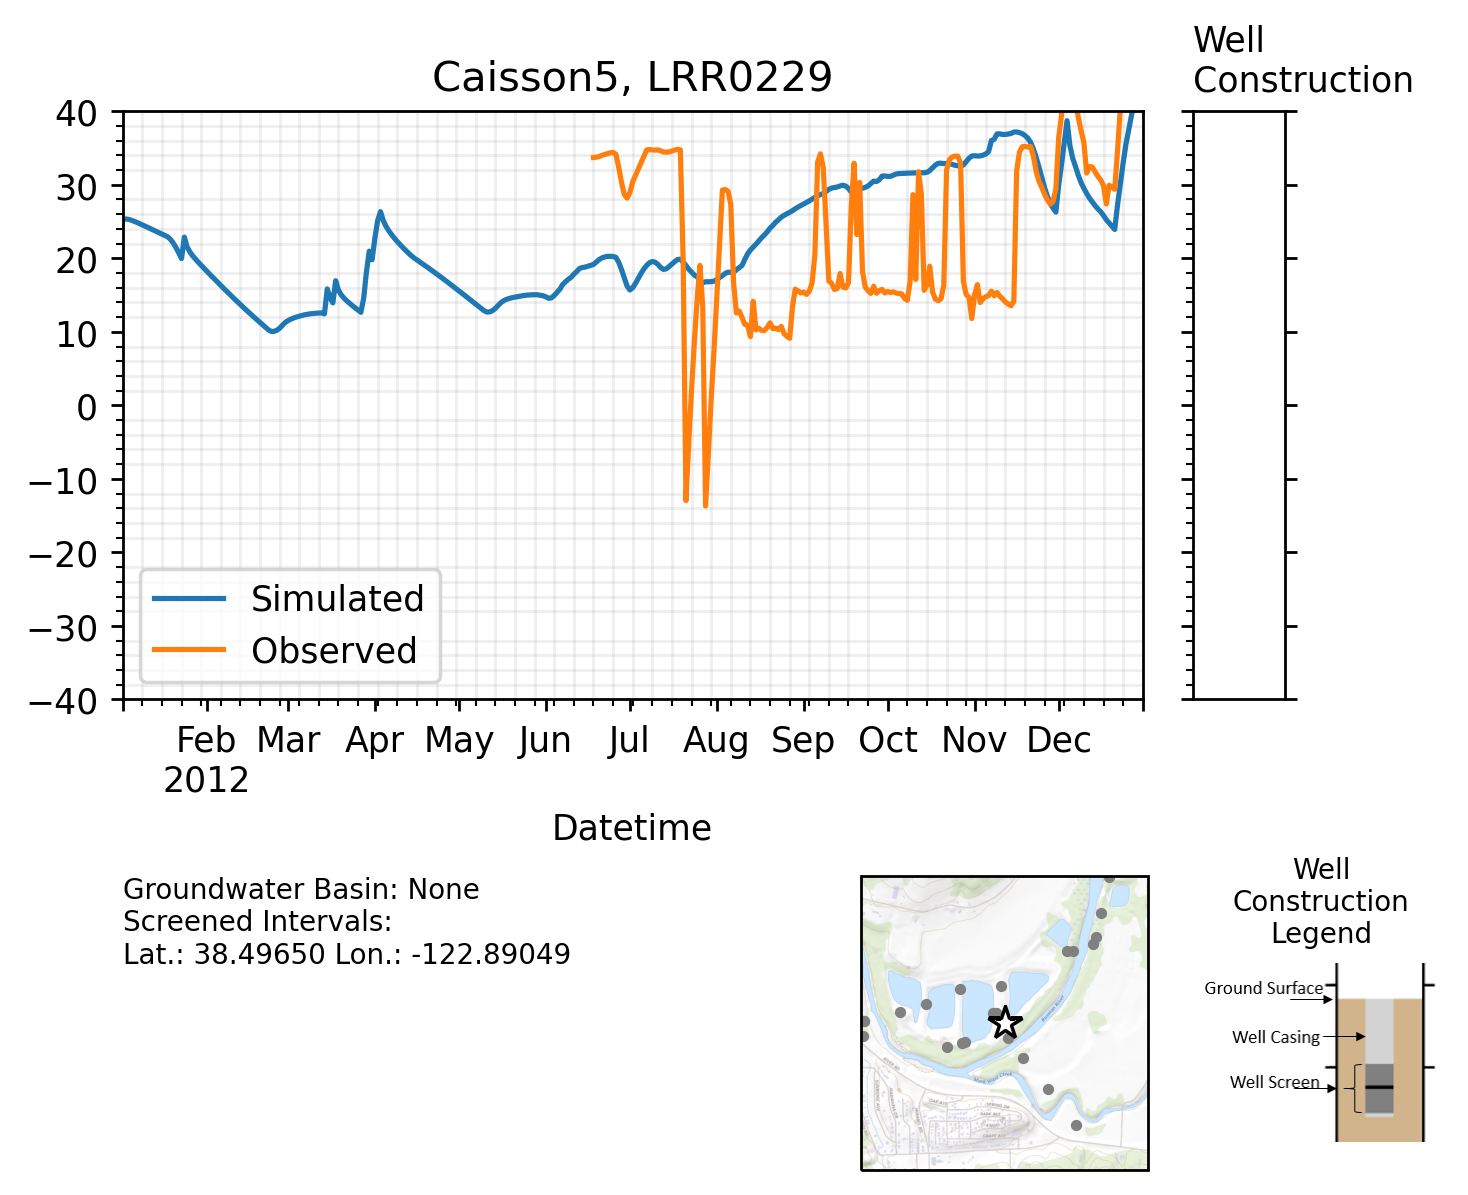 Well
Construction
Caisson5, LRR0229
40
30
20
10
0
−10
−20
−30
−40
Simulated
Observed
Feb Mar Apr May Jun Jul Aug Sep Oct Nov Dec
2012
Datetime
Groundwater Basin: None
Screened Intervals:
Lat.: 38.49650 Lon.: -122.89049
Well
Construction
Legend
Ground Surface
Well Casing
Well Screen